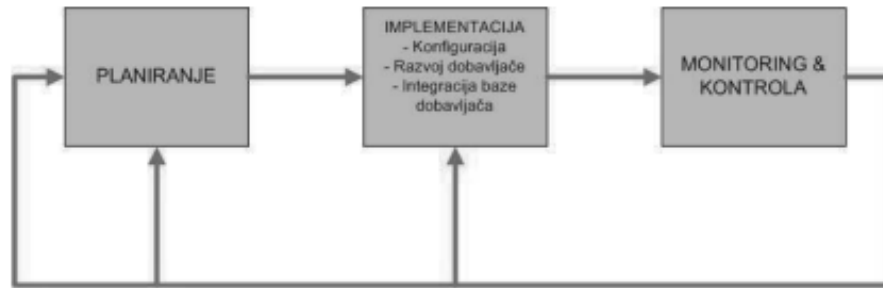 PLANIRANJE
IMPLEMENTACIJA
- Konfiguracija
- Razvoj dobavljače
- Integracija baze
dobavljača
MONITORING &
KONTROLA